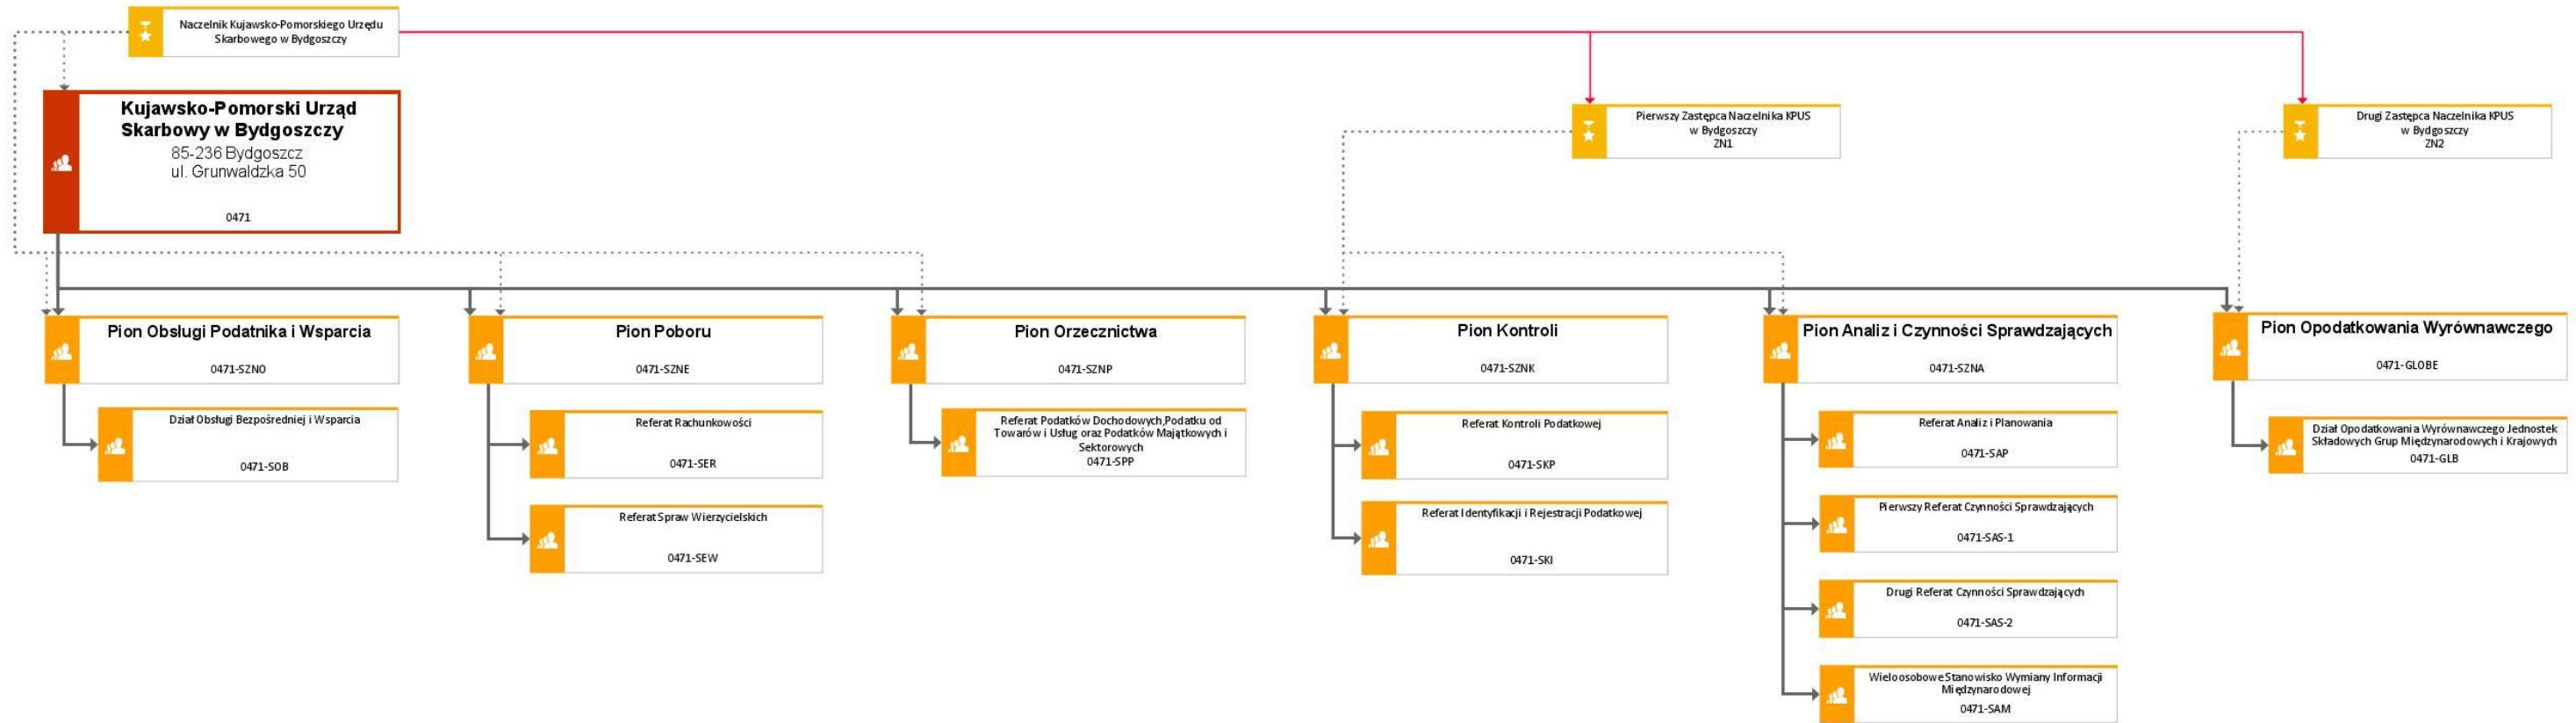 Naczelnik Kujawsko-Pomorskiego Urzędu
Skarbowego w Bydgoszczy
Kujawsko-Pomorski Urząd
Skarbowy w Bydgoszczy
85-236 Bydgoszcz
ul. Grunwaldzka 50
0471
Pierwszy Zastępca Naczelnika KPUS
w Bydgoszczy
ZN1
Drugi Zastępca Naczelnika KPUS
w Bydgoszczy
ZN2
Pion Obsługi Podatnika i Wsparcia
0471-SZNO
Dział Obsługi Bezpośredniej i Wsparcia
0471-SOB
Pion Poboru
0471-SZNE
Referat Rachunkowości
0471-SER
Referat Spraw Wierzycielskich
0471-SEW
Pion Orzecznictwa
0471-SZNP
Referat Podatków Dochodowych,Podatku od
Towarów i Usług oraz Podatków Majątkowych i
Sektorowych
0471-SPP
Pion Kontroli
0471-SZNK
Referat Kontroli Podatkowej
0471-SKP
Referat Identyfikacji i Rejestracji Podatkowej
0471-SKI
Pion Analiz i Czynności Sprawdzających
0471-SZNA
Referat Analiz i Planowania
0471-SAP
Pierwszy Referat Czynności Sprawdzających
0471-SAS-1
Drugi Referat Czynności Sprawdzających
0471-SAS-2
Wieloosobowe Stanowisko Wymiany Informacji
Międzynarodowej
0471-SAM
Pion Opodatkowania Wyrównawczego
0471-GLOBE
Dział Opodatkowania Wyrównawczego Jednostek
Składowych Grup Międzynarodowych i Krajowych
0471-GLB